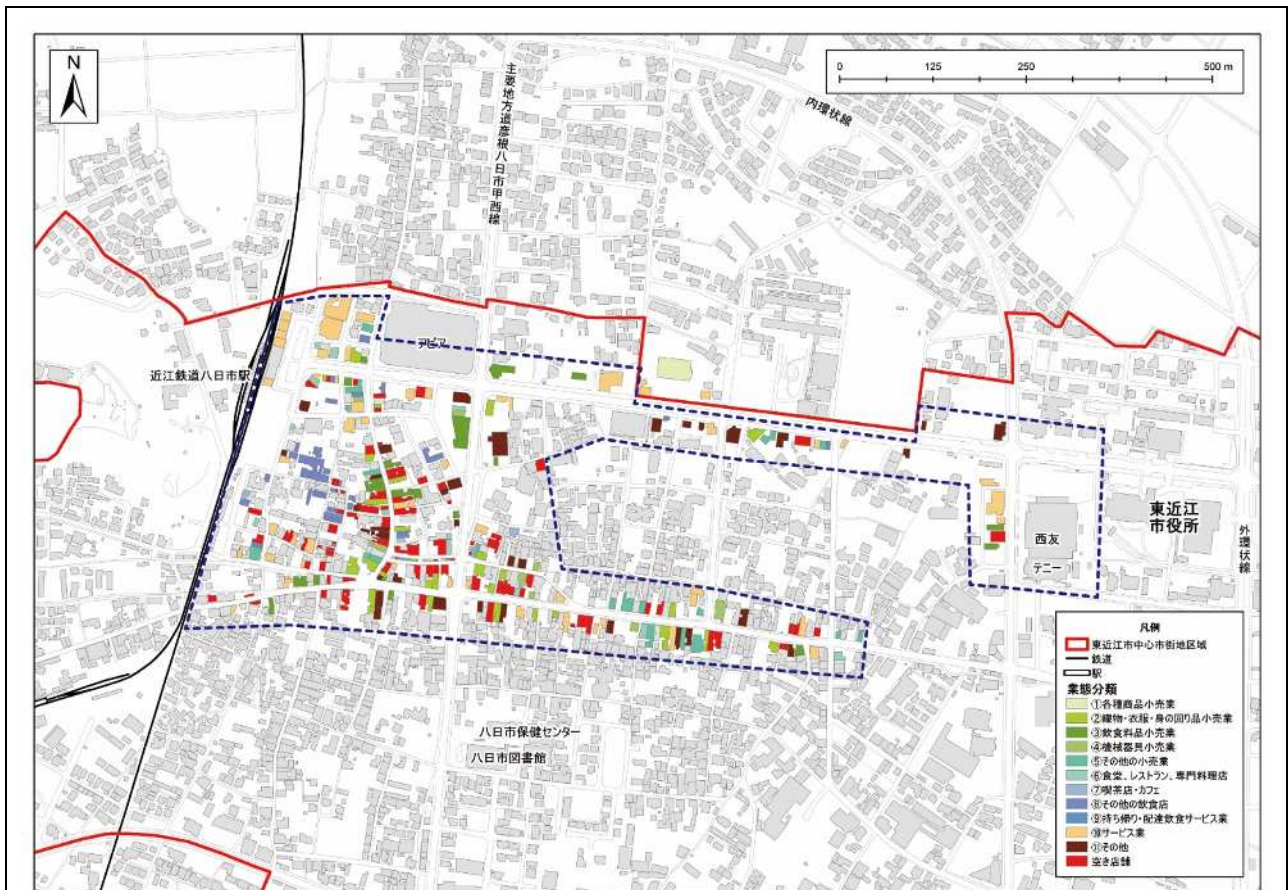 N
0 125 250 500 m
主要地方道彦根八日市甲西線
内環状線
アピア
近江鉄道八日市駅
東近江
市役所
西友
テニー
外環状線
八日市保健センター
八日市図書館
凡例
東近江市中心市街地区域
鉄道
駅
業態分類
①各種商品小売業
②織物・衣服・身の回り品小売業
③飲食料品小売業
④機械器具小売業
⑤その他の小売業
⑥食堂、レストラン、専門料理店
⑦喫茶店・カフェ
⑧その他の飲食店
⑨持ち帰り・配達飲食サービス業
⑩サービス業
⑪その他
空き店舗